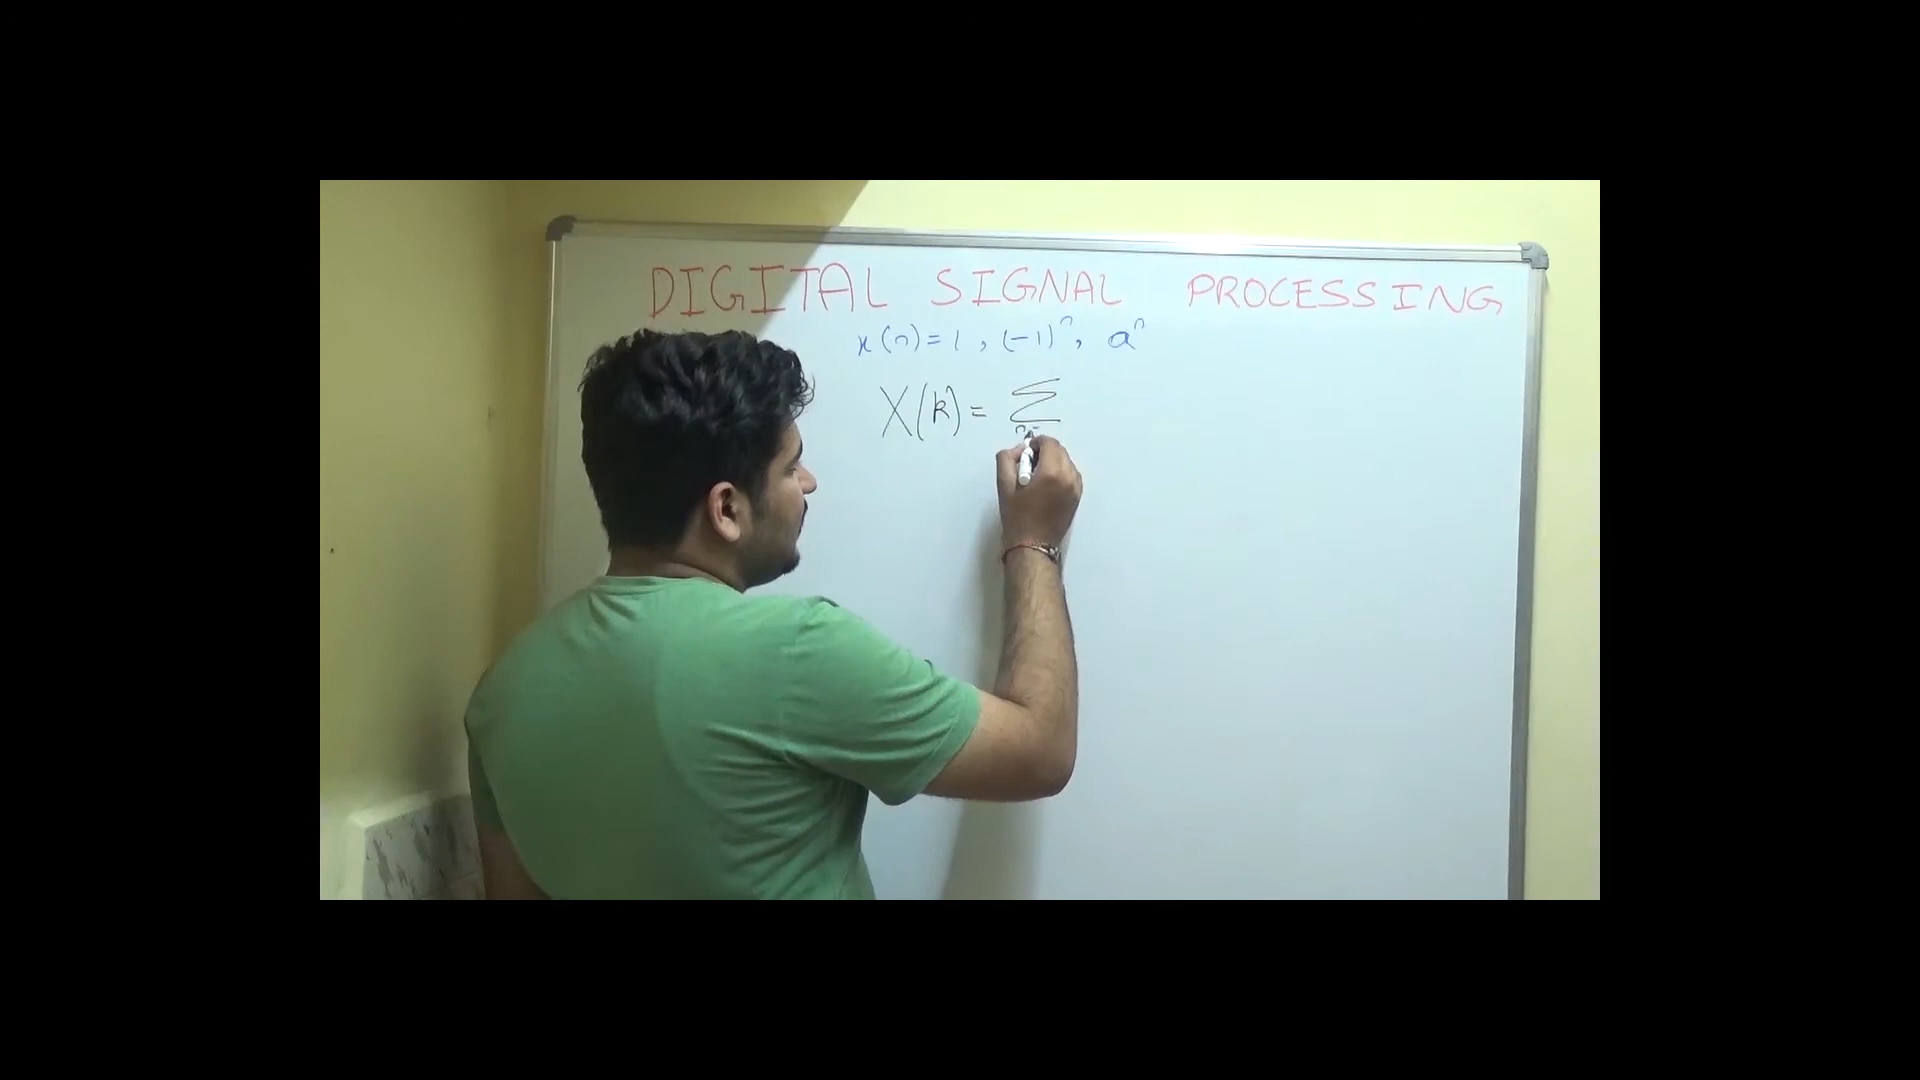 DIGITAL SIGNAL PROCESSING
x(n) = 1, (-1)ⁿ, aⁿ
X(k) = Σ
n=